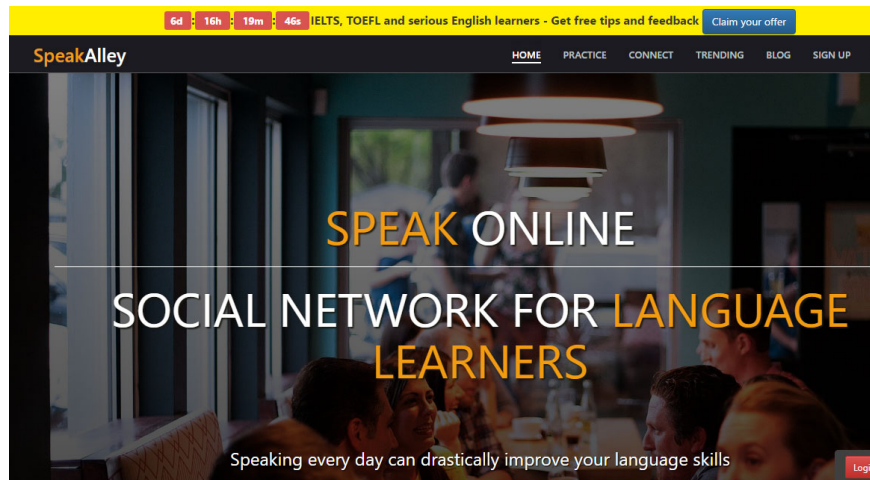 6d : 16h : 19m : 46s IELTS, TOEFL and serious English learners - Get free tips and feedback Claim your offer
SpeakAlley HOME PRACTICE CONNECT TRENDING BLOG SIGN UP
SPEAK ONLINE
SOCIAL NETWORK FOR LANGUAGE
LEARNERS
Speaking every day can drastically improve your language skills
Logi